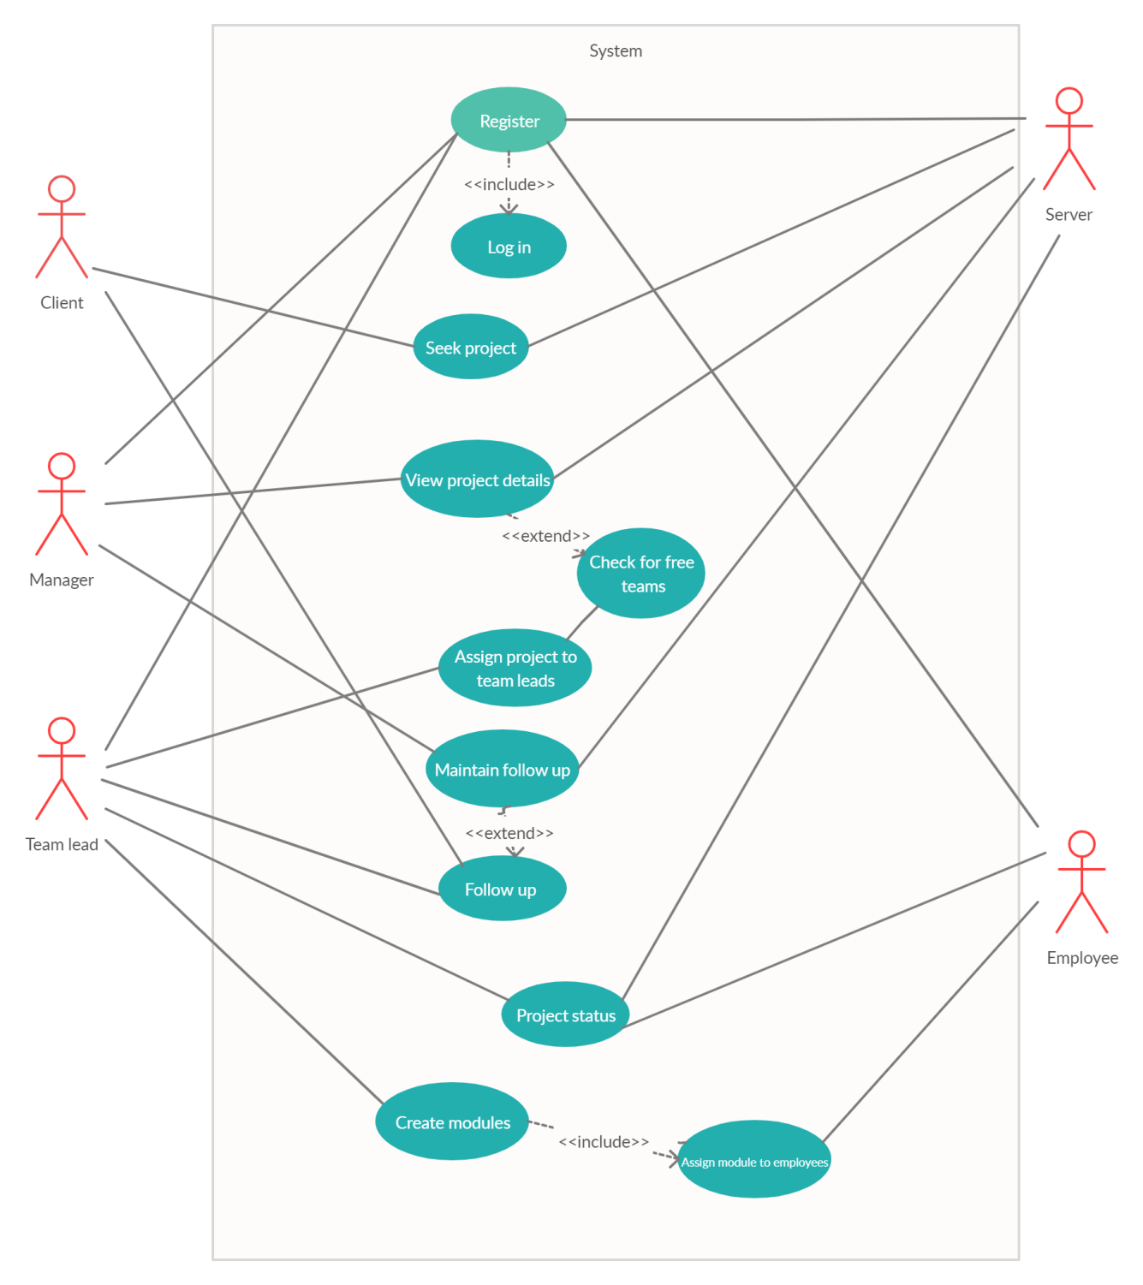 System
Register
<<include>>
Log in
Server
Client
Seek project
Manager
View project details
<<extend>>
Check for free
teams
Assign project to
team leads
Team lead
Maintain follow up
<<extend>>
Follow up
Employee
Project status
Create modules
<<include>>
Assign module to employees